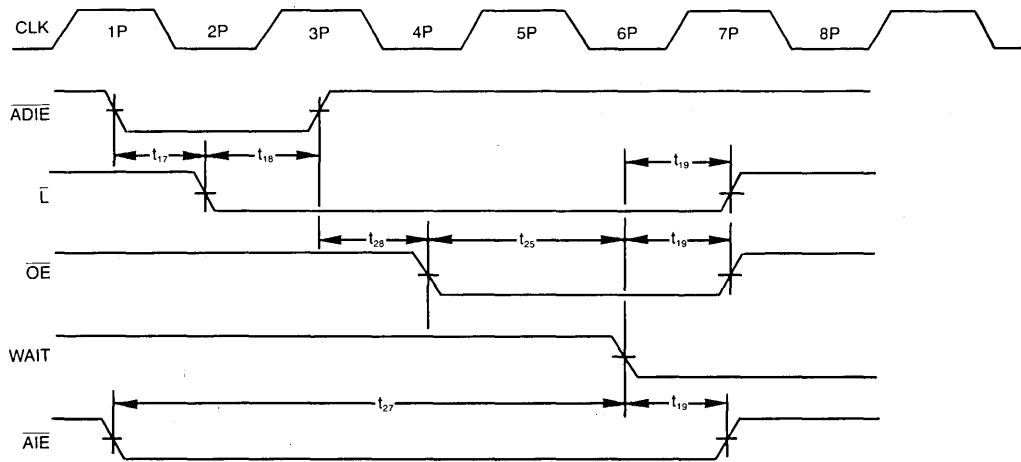 CLK 1P 2P 3P 4P 5P 6P 7P 8P
ADIE
t17 t18 t19
L
t28 t25 t19
OE
WAIT
t27 t19
AIE